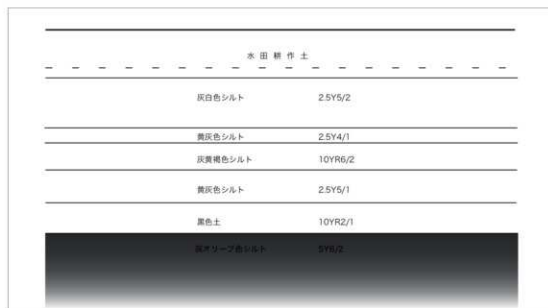 水田耕作土
灰白色シルト 2.5Y5/2
黄灰色シルト 2.5Y4/1
灰黄褐色シルト 10YR6/2
黄灰色シルト 2.5Y5/1
黒色土 10YR2/1
灰オリーブ色シルト 5Y6/2